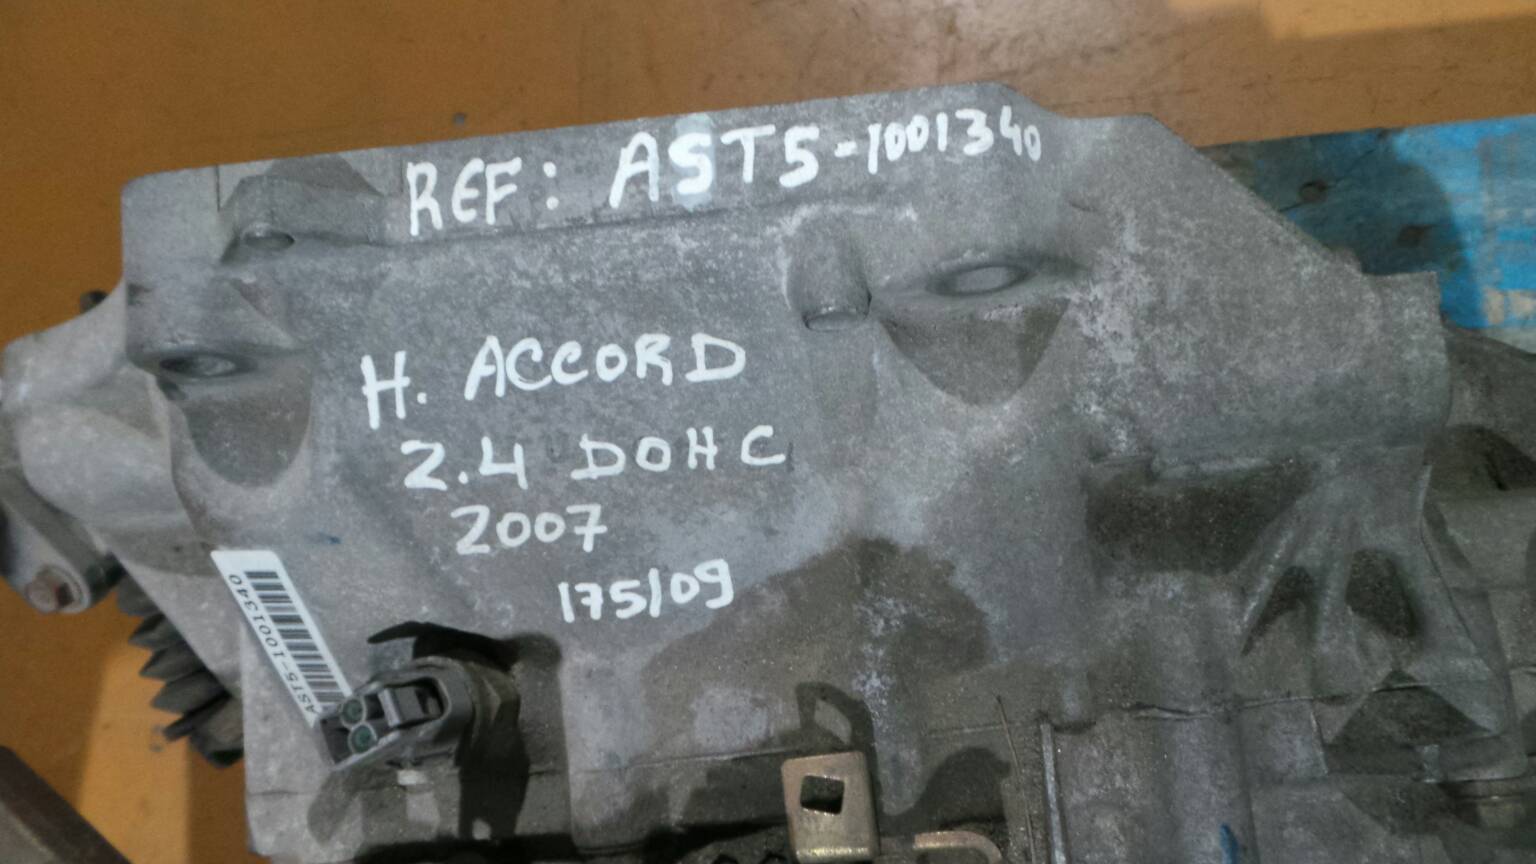 REF: AST5-1001340
H. ACCORD
2.4 DOHC
2007
175/09
AST5-1001340